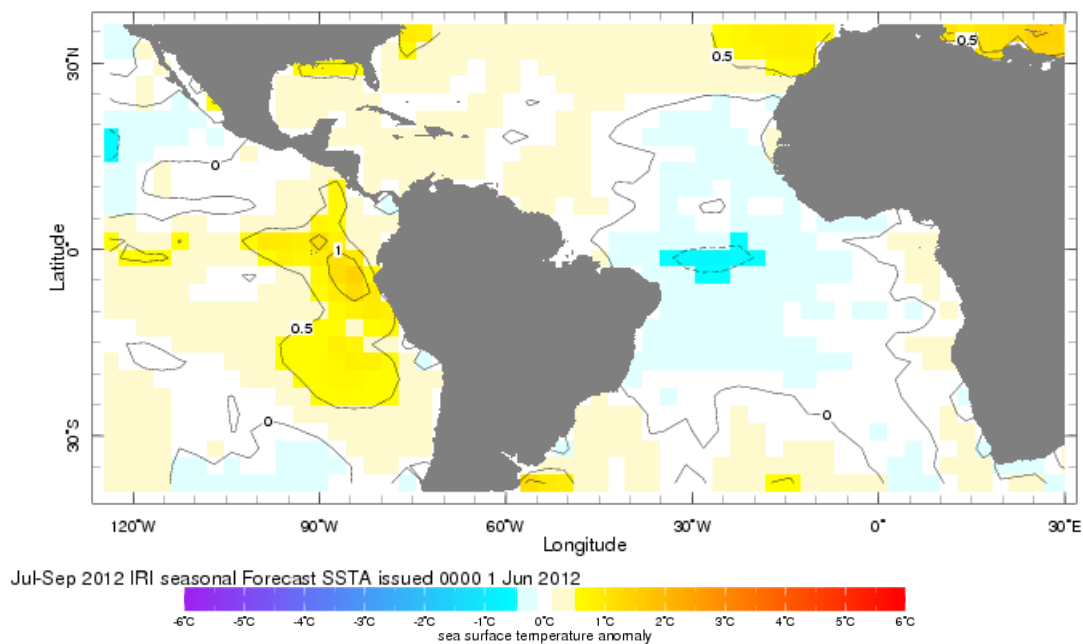 30°N
0°
30°S
Latitude
0.5
0.5
0
1
0.5
0
0
120°W 90°W 60°W 30°W 0° 30°E
Longitude
Jul-Sep 2012 IRI seasonal Forecast SSTA issued 0000 1 Jun 2012
-6°C -5°C -4°C -3°C -2°C -1°C 0°C 1°C 2°C 3°C 4°C 5°C 6°C
sea surface temperature anomaly